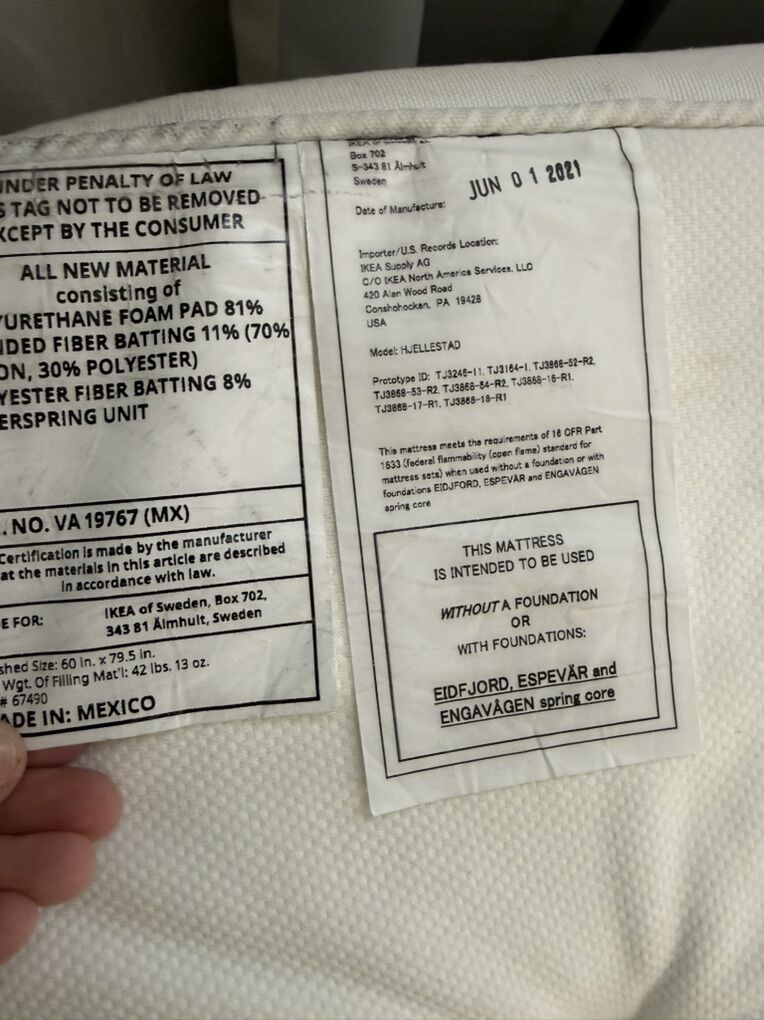 UNDER PENALTY OF LAW
S TAG NOT TO BE REMOVED
XCEPT BY THE CONSUMER
ALL NEW MATERIAL
consisting of
YURETHANE FOAM PAD 81%
NDED FIBER BATTING 11% (70%
ON, 30% POLYESTER)
YESTER FIBER BATTING 8%
ERSPRING UNIT
. NO. VA 19767 (MX)
Certification is made by the manufacturer
at the materials in this article are described
in accordance with law.
E FOR: IKEA of Sweden, Box 702,
343 81 Älmhult, Sweden
shed Size: 60 in. x 79.5 in.
Wgt. Of Filling Mat'l: 42 lbs. 13 oz.
# 67490
ADE IN: MEXICO
Box 702
S-343 81 Älmhult
Sweden
Date of Manufacture: JUN 01 2021
Importer/U.S. Records Location:
IKEA Supply AG
C/O IKEA North America Services, LLC
420 Alan Wood Road
Conshohocken, PA 19428
USA
Model: HJELLESTAD
Prototype ID: TJ3245-11, TJ3164-1, TJ3868-52-R2,
TJ3868-53-R2, TJ3868-54-R2, TJ3868-16-R1,
TJ3868-17-R1, TJ3868-18-R1
This mattress meets the requirements of 16 CFR Part
1633 (federal flammability (open flame) standard for
mattress sets) when used without a foundation or with
foundations EIDJFORD, ESPEVÄR and ENGAVÅGEN
spring core
THIS MATTRESS
IS INTENDED TO BE USED
WITHOUT A FOUNDATION
OR
WITH FOUNDATIONS:
EIDFJORD, ESPEVÄR and
ENGAVÅGEN spring core